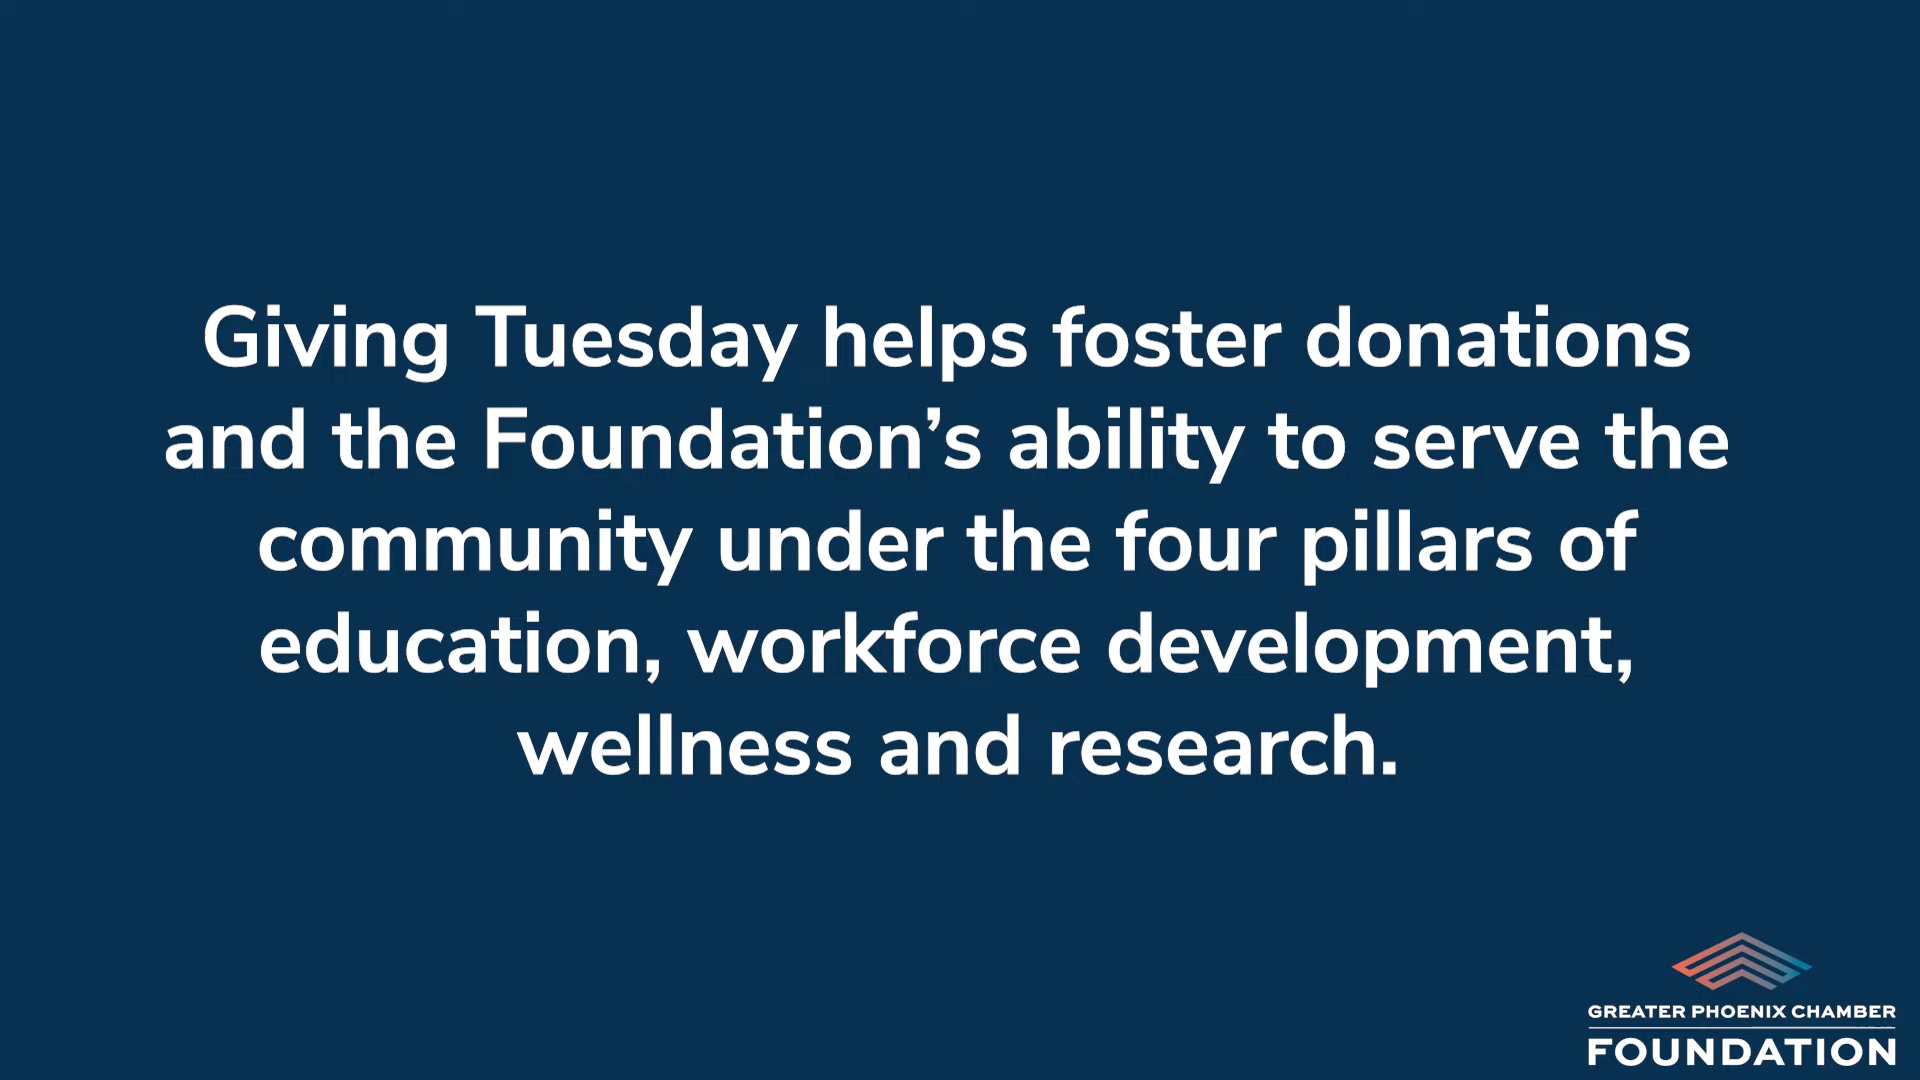 Giving Tuesday helps foster donations
and the Foundation’s ability to serve the
community under the four pillars of
education, workforce development,
wellness and research.
GREATER PHOENIX CHAMBER
FOUNDATION